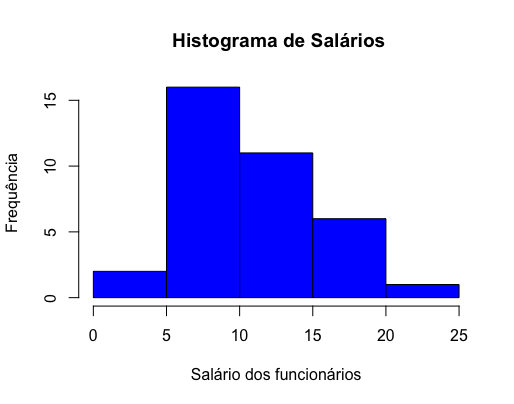 Histograma de Salários
Frequência
15
10
5
0
0 5 10 15 20 25
Salário dos funcionários